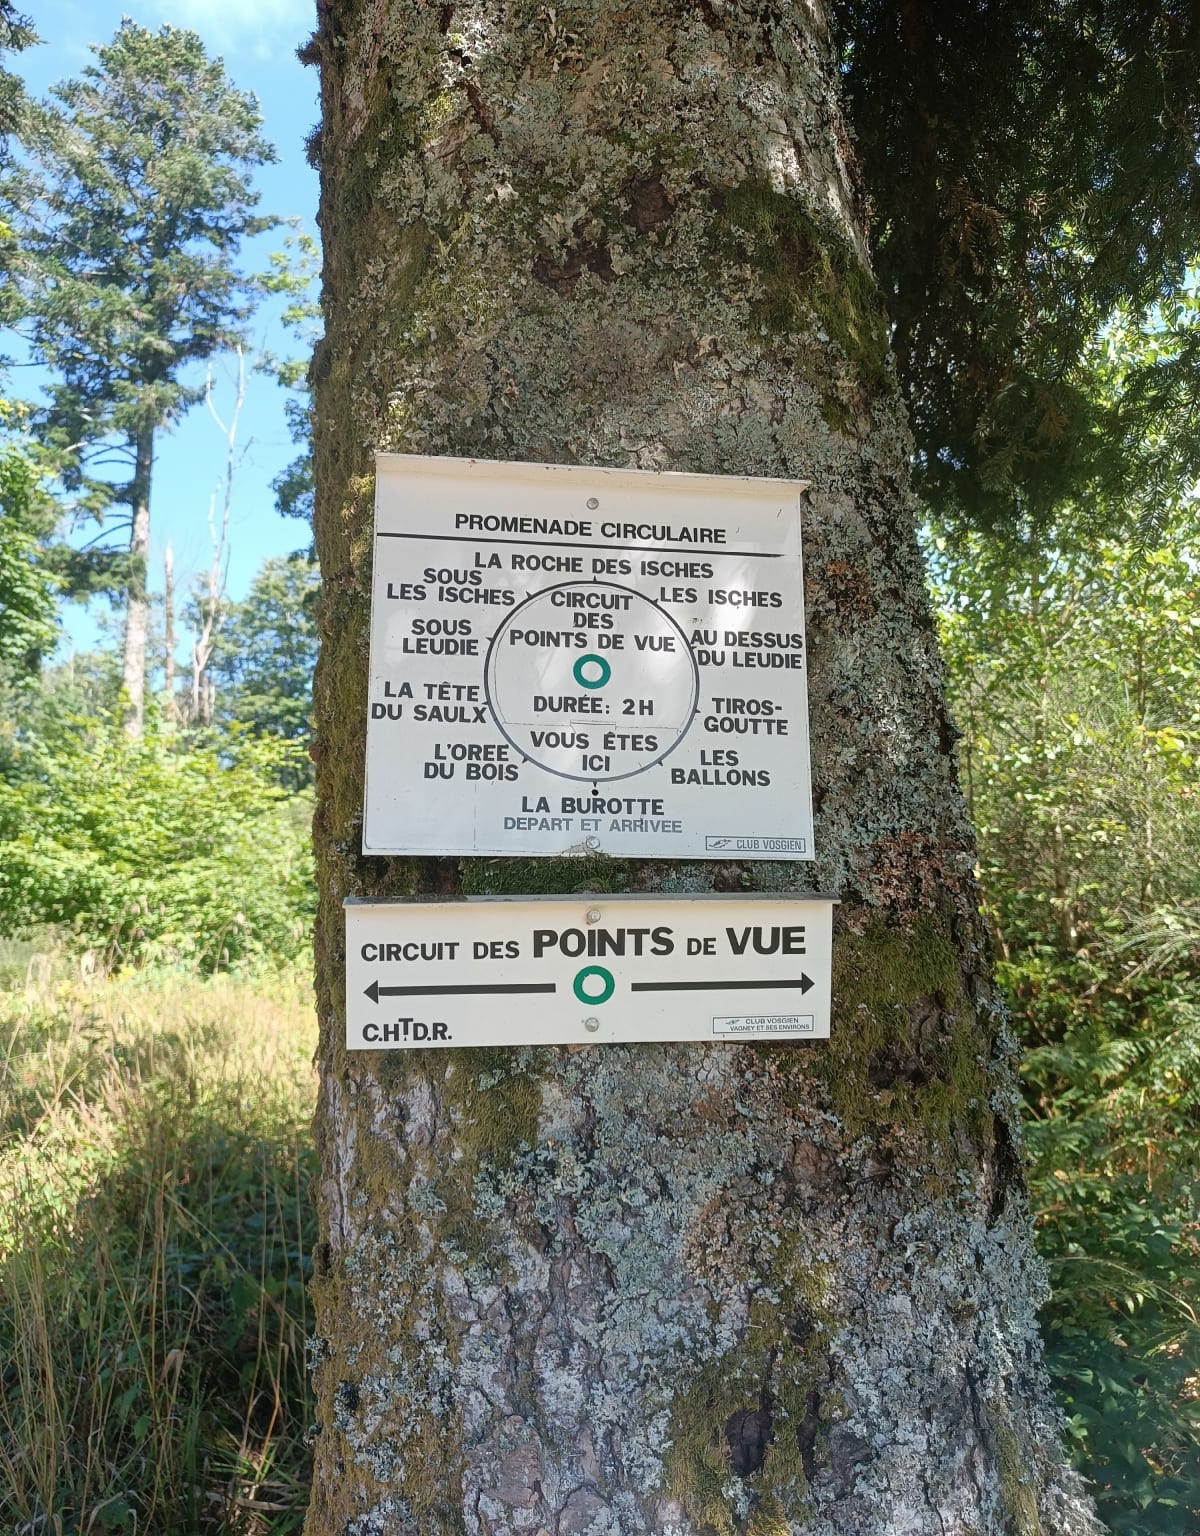 PROMENADE CIRCULAIRE
LA ROCHE DES ISCHES
SOUS
LES ISCHES
LES ISCHES
SOUS
LEUDIE
AU DESSUS
DU LEUDIE
LA TÊTE
DU SAULX
TIROS-
GOUTTE
L'OREE
DU BOIS
LES
BALLONS
CIRCUIT
DES
POINTS DE VUE
DURÉE: 2H
VOUS ÊTES
ICI
LA BUROTTE
DEPART ET ARRIVEE
CLUB VOSGIEN
CIRCUIT DES POINTS DE VUE
C.HT.D.R.
CLUB VOSGIEN
VAGNEY ET SES ENVIRONS